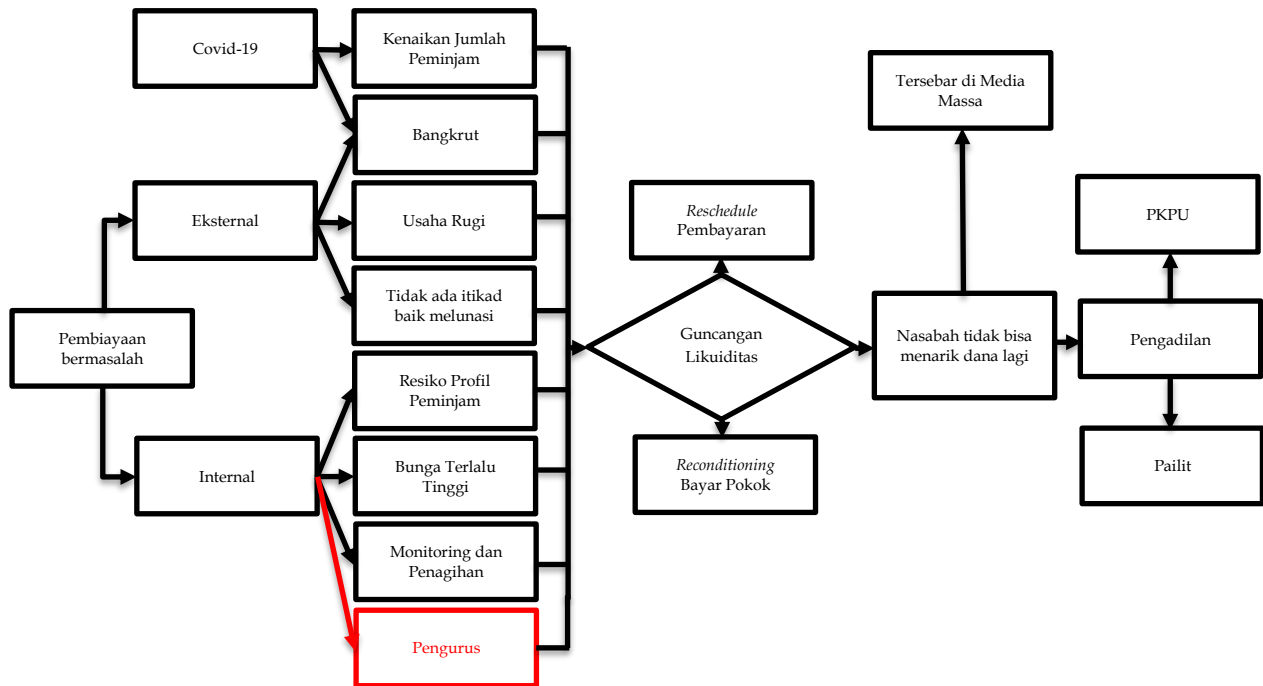 Covid-19
Kenaikan Jumlah
Peminjam
Bangkrut
Eksternal
Usaha Rugi
Tidak ada itikad
baik melunasi
Pembiayaan
bermasalah
Internal
Resiko Profil
Peminjam
Bunga Terlalu
Tinggi
Monitoring dan
Penagihan
Pengurus
Reschedule
Pembayaran
Guncangan
Likuiditas
Reconditioning
Bayar Pokok
Tersebar di Media
Massa
Nasabah tidak bisa
menarik dana lagi
PKPU
Pengadilan
Pailit